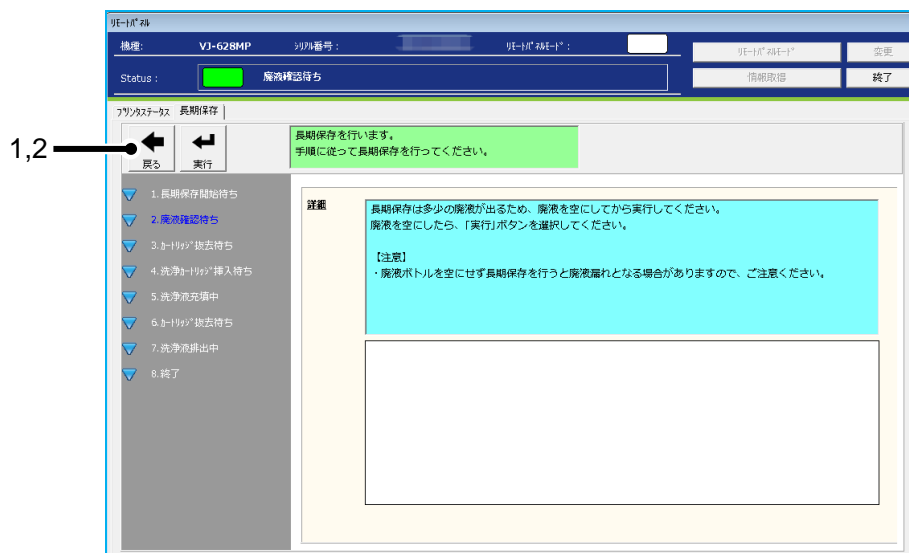 ﾘﾓｰﾄﾊﾟﾈﾙ
機種: VJ-628MP ｼﾘｱﾙ番号: ﾘﾓｰﾄﾊﾟﾈﾙﾓｰﾄﾞ:
ﾘﾓｰﾄﾊﾟﾈﾙﾓｰﾄﾞ 変更
Status: 廃液確認待ち
情報取得 終了
ﾌﾟﾘﾝﾀｽﾃｰﾀｽ 長期保存
1,2
戻る 実行
長期保存を行います。
手順に従って長期保存を行ってください。
1.長期保存開始待ち
2.廃液確認待ち
3.ｶｰﾄﾘｯｼﾞ抜去待ち
4.洗浄ｶｰﾄﾘｯｼﾞ挿入待ち
5.洗浄液充填中
6.ｶｰﾄﾘｯｼﾞ抜去待ち
7.洗浄液排出中
8.終了
詳細
長期保存は多少の廃液が出るため、廃液を空にしてから実行してください。
廃液を空にしたら、「実行」ボタンを選択してください。
【注意】
・廃液ボトルを空にせず長期保存を行うと廃液漏れとなる場合がありますので、ご注意ください。